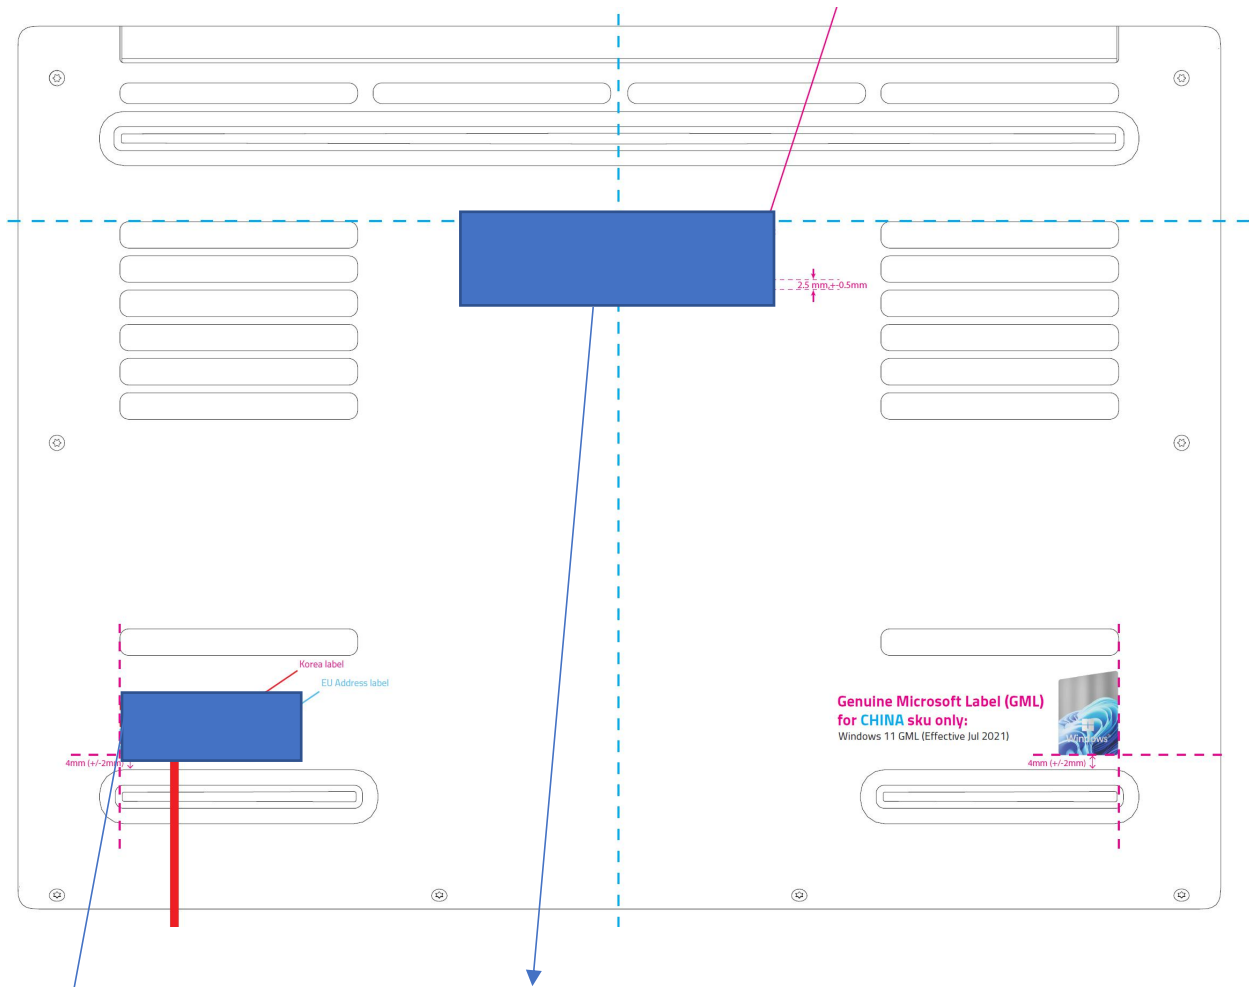 2.5 mm +-0.5mm
Korea label
EU Address label
Genuine Microsoft Label (GML)
for CHINA sku only:
Windows 11 GML (Effective Jul 2021)
Windows
4mm (+/-2mm)
4mm (+/-2mm)